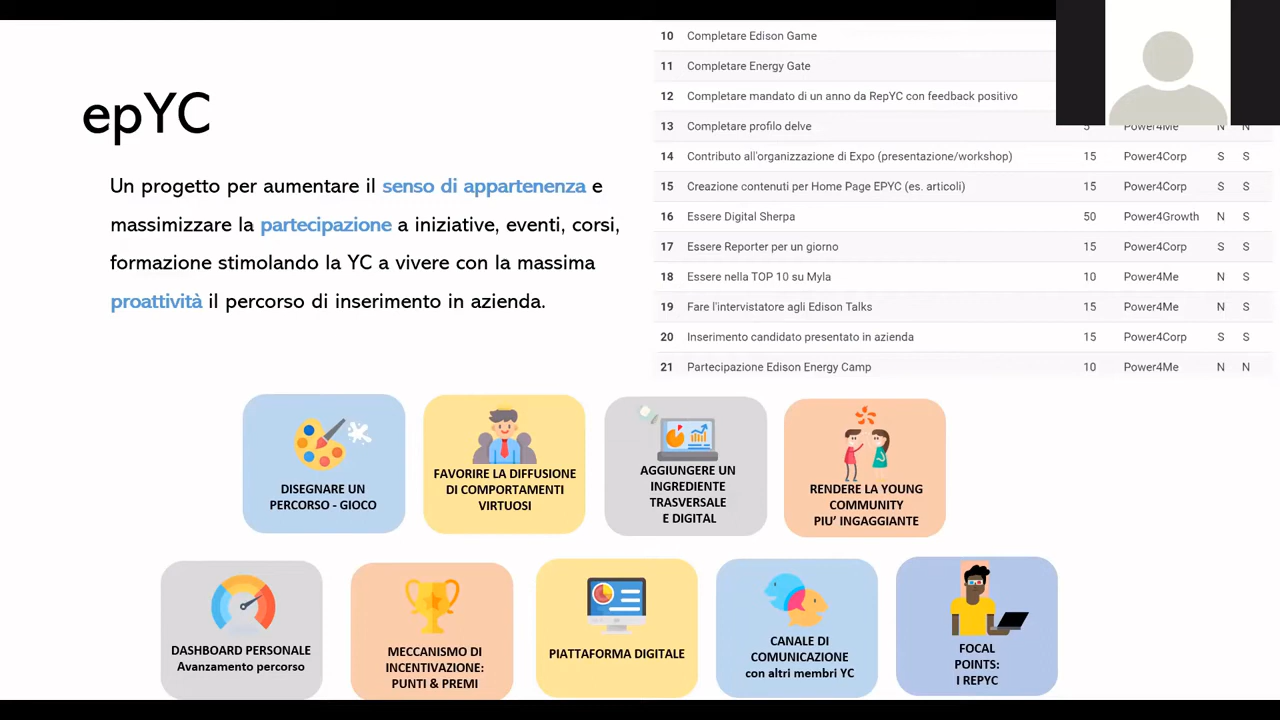 epYC
Un progetto per aumentare il senso di appartenenza e
massimizzare la partecipazione a iniziative, eventi, corsi,
formazione stimolando la YC a vivere con la massima
proattività il percorso di inserimento in azienda.
10 Completare Edison Game
11 Completare Energy Gate
12 Completare mandato di un anno da RepYC con feedback positivo
13 Completare profilo delve 5 Power4Me N N
14 Contributo all'organizzazione di Expo (presentazione/workshop) 15 Power4Corp S S
15 Creazione contenuti per Home Page EPYC (es. articoli) 15 Power4Corp S S
16 Essere Digital Sherpa 50 Power4Growth N S
17 Essere Reporter per un giorno 15 Power4Corp S S
18 Essere nella TOP 10 su Myla 10 Power4Me N S
19 Fare l'intervistatore agli Edison Talks 15 Power4Me N S
20 Inserimento candidato presentato in azienda 15 Power4Corp S S
21 Partecipazione Edison Energy Camp 10 Power4Me N N
DISEGNARE UN
PERCORSO - GIOCO
FAVORIRE LA DIFFUSIONE
DI COMPORTAMENTI
VIRTUOSI
AGGIUNGERE UN
INGREDIENTE
TRASVERSALE
E DIGITAL
RENDERE LA YOUNG
COMMUNITY
PIU' INGAGGIANTE
DASHBOARD PERSONALE
Avanzamento percorso
MECCANISMO DI
INCENTIVAZIONE:
PUNTI & PREMI
PIATTAFORMA DIGITALE
CANALE DI
COMUNICAZIONE
con altri membri YC
FOCAL
POINTS:
I REPYC